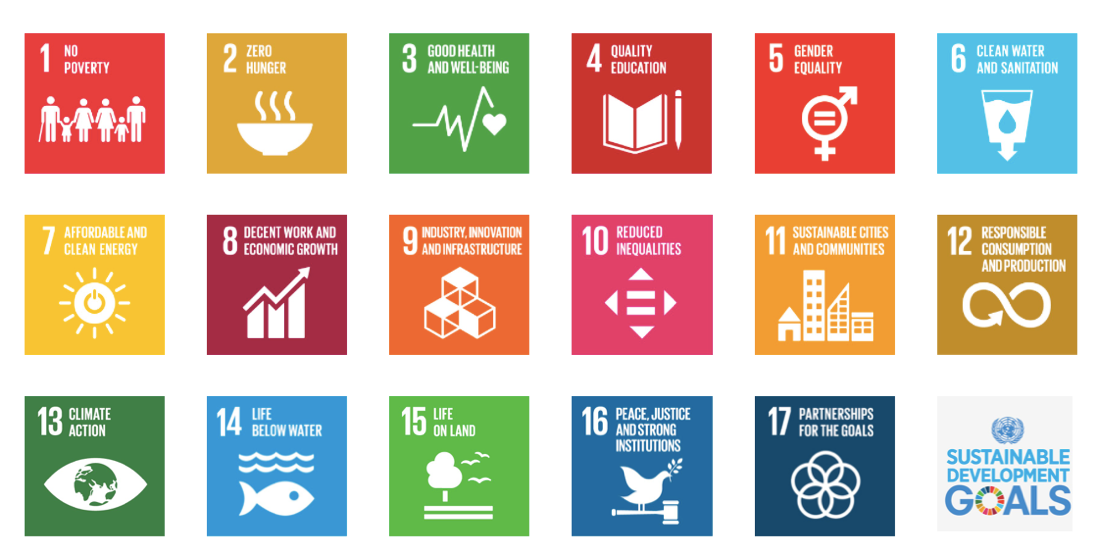 1 NO
POVERTY
2 ZERO
HUNGER
3 GOOD HEALTH
AND WELL-BEING
4 QUALITY
EDUCATION
5 GENDER
EQUALITY
6 CLEAN WATER
AND SANITATION
7 AFFORDABLE AND
CLEAN ENERGY
8 DECENT WORK AND
ECONOMIC GROWTH
9 INDUSTRY, INNOVATION
AND INFRASTRUCTURE
10 REDUCED
INEQUALITIES
11 SUSTAINABLE CITIES
AND COMMUNITIES
12 RESPONSIBLE
CONSUMPTION
AND PRODUCTION
13 CLIMATE
ACTION
14 LIFE
BELOW WATER
15 LIFE
ON LAND
16 PEACE, JUSTICE
AND STRONG
INSTITUTIONS
17 PARTNERSHIPS
FOR THE GOALS
SUSTAINABLE
DEVELOPMENT
GOALS